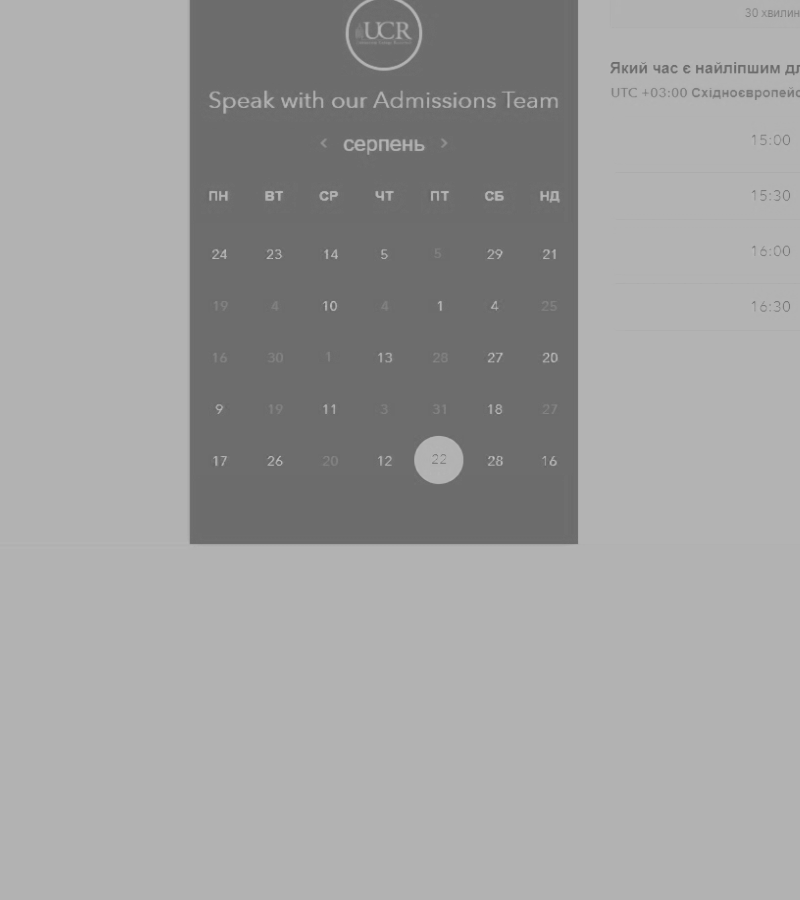 UCR
Speak with our Admissions Team
серпень
ПН ВТ СР ЧТ ПТ СБ НД
24 23 14 5 5 29 21
19 4 10 4 1 4 25
16 30 1 13 28 27 20
9 19 11 3 31 18 27
17 26 20 12 22 28 16
30 хвилин
Який час є найліпшим дл
UTC +03:00 Східноєвропейс
15:00
15:30
16:00
16:30